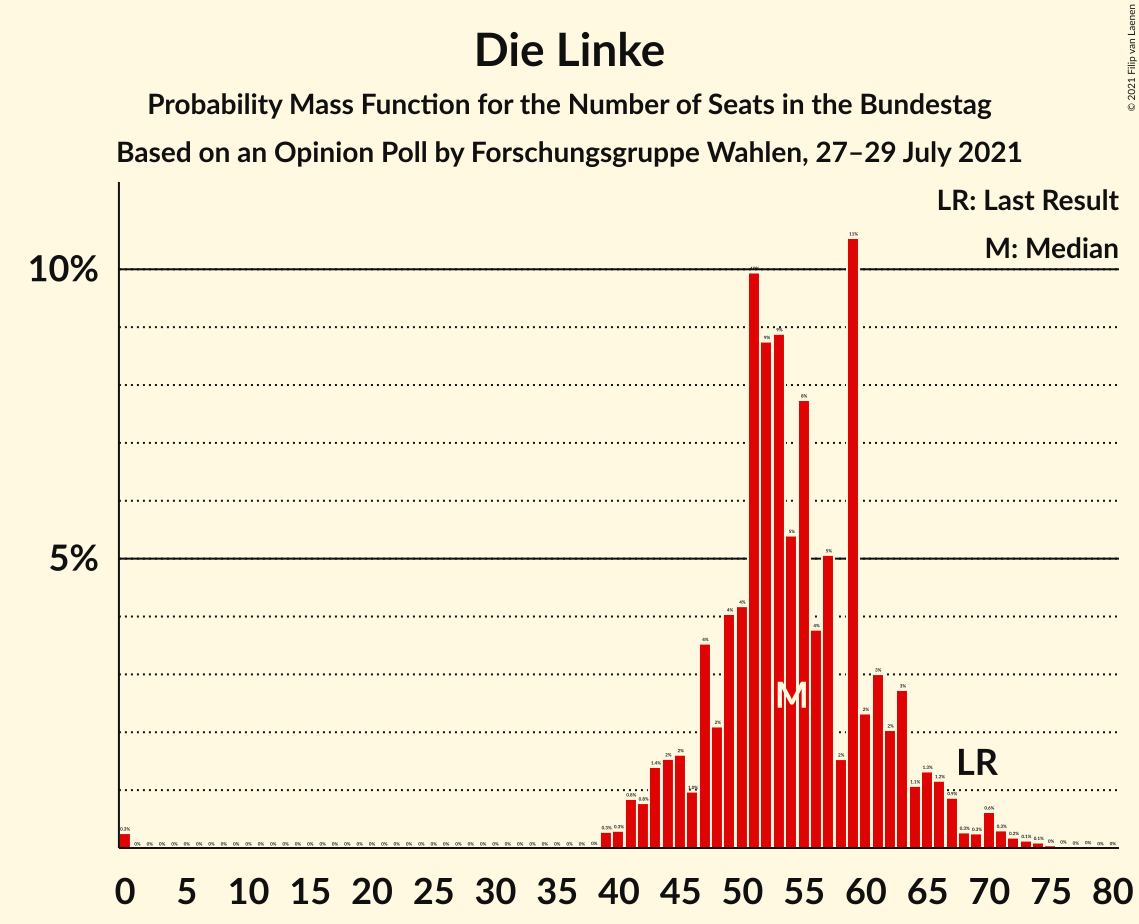 © 2021 Filip van Laenen
Die Linke
Probability Mass Function for the Number of Seats in the Bundestag
Based on an Opinion Poll by Forschungsgruppe Wahlen, 27–29 July 2021
LR: Last Result
M: Median
10%
5%
M
LR
0 5 10 15 20 25 30 35 40 45 50 55 60 65 70 75 80